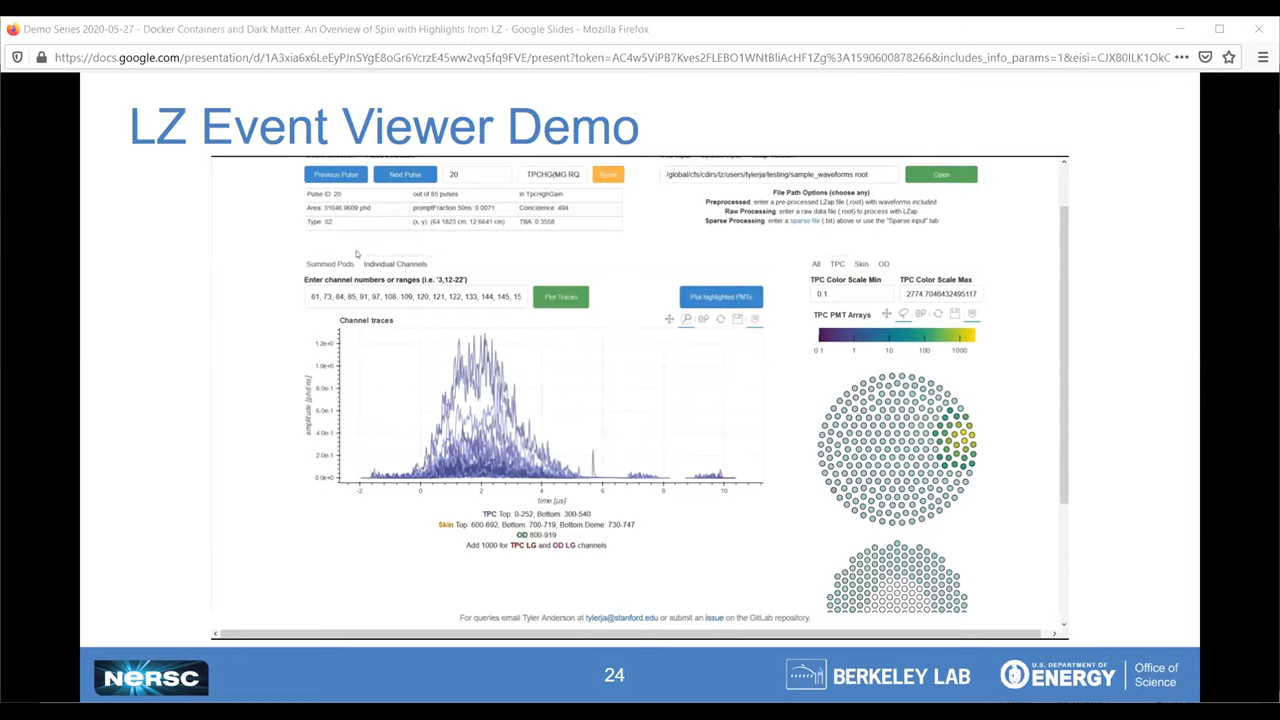 Demo Series 2020-05-27 - Docker Containers and Dark Matter: An Overview of Spin with Highlights from LZ - Google Slides - Mozilla Firefox
https://docs.google.com/presentation/d/1A3xia6x6LeEyPJnSYgE8oGr6YcrzE45ww2vq5fq9FVE/present?token=AC4w5ViPB7Kves2FLEBO1WNtBliAcHF1Zg%3A1590600878266&includes_info_params=1&eisi=CJX80ILK1OkC
LZ Event Viewer Demo
Previous Pulse Next Pulse 20 TPCHG(MG RQ Reset
/global/cfs/cdirs/lz/users/tylerja/testing/sample_waveforms.root Open
Pulse ID: 20 out of 85 pulses in TpcHighGain
Area: 31046.9609 phd promptFraction 50ns: 0.0071 Coincidence: 494
Type: S2 (x, y): (64.1823 cm, 12.6641 cm) TBA: 0.3558
File Path Options (choose any)
Preprocessed: enter a pre-processed LZap file (.root) with waveforms included
Raw Processing: enter a raw data file (.root) to process with LZap
Sparse Processing: enter a sparse file (.txt) above or use the "Sparse input" tab
Summed Pods Individual Channels
Enter channel numbers or ranges (i.e. '3,12-22')
61, 73, 84, 85, 91, 97, 108, 109, 120, 121, 122, 133, 144, 145, 15 Plot Traces Plot highlighted PMTs
Channel traces
1.2e+0
1.0e+0
8.0e-1
6.0e-1
4.0e-1
2.0e-1
0.0e+0
amplitude [phd/ns]
-2 0 2 4 6 8 10
time [µs]
TPC Top: 0-252, Bottom: 300-540
Skin Top: 600-692, Bottom: 700-719, Bottom Dome: 730-747
OD 800-919
Add 1000 for TPC LG and OD LG channels
All TPC Skin OD
TPC Color Scale Min TPC Color Scale Max
0.1 2774.7046432495117
TPC PMT Arrays
0.1 1 10 100 1000
For queries email Tyler Anderson at tylerja@stanford.edu or submit an issue on the GitLab repository.
NERSC
24
BERKELEY LAB
U.S. DEPARTMENT OF
ENERGY
Office of
Science